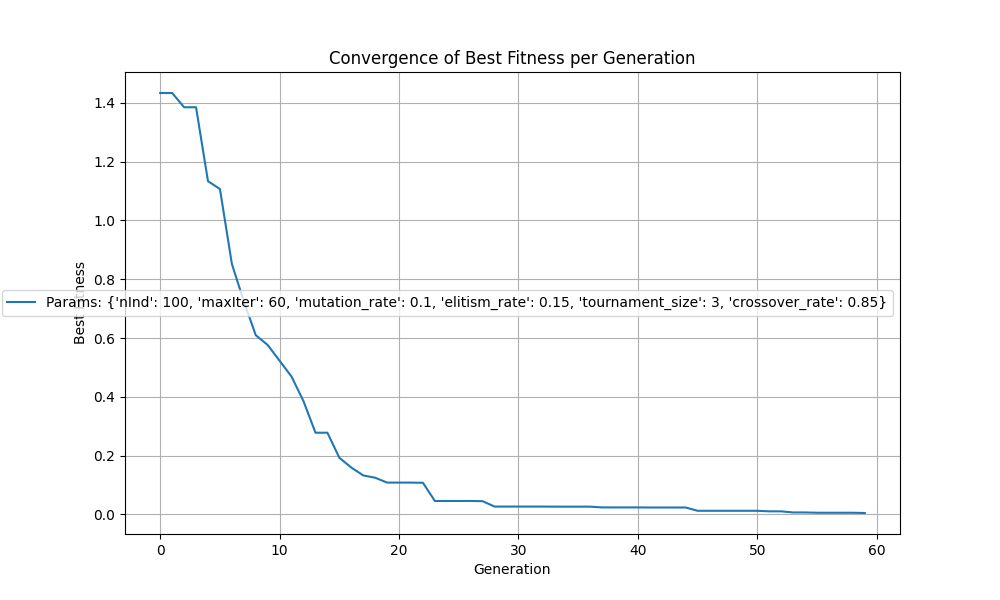 Convergence of Best Fitness per Generation
1.4
1.2
1.0
0.8
0.6
0.4
0.2
0.0
Best
Params: {'nInd': 100, 'maxIter': 60, 'mutation_rate': 0.1, 'elitism_rate': 0.15, 'tournament_size': 3, 'crossover_rate': 0.85}
0 10 20 30 40 50 60
Generation